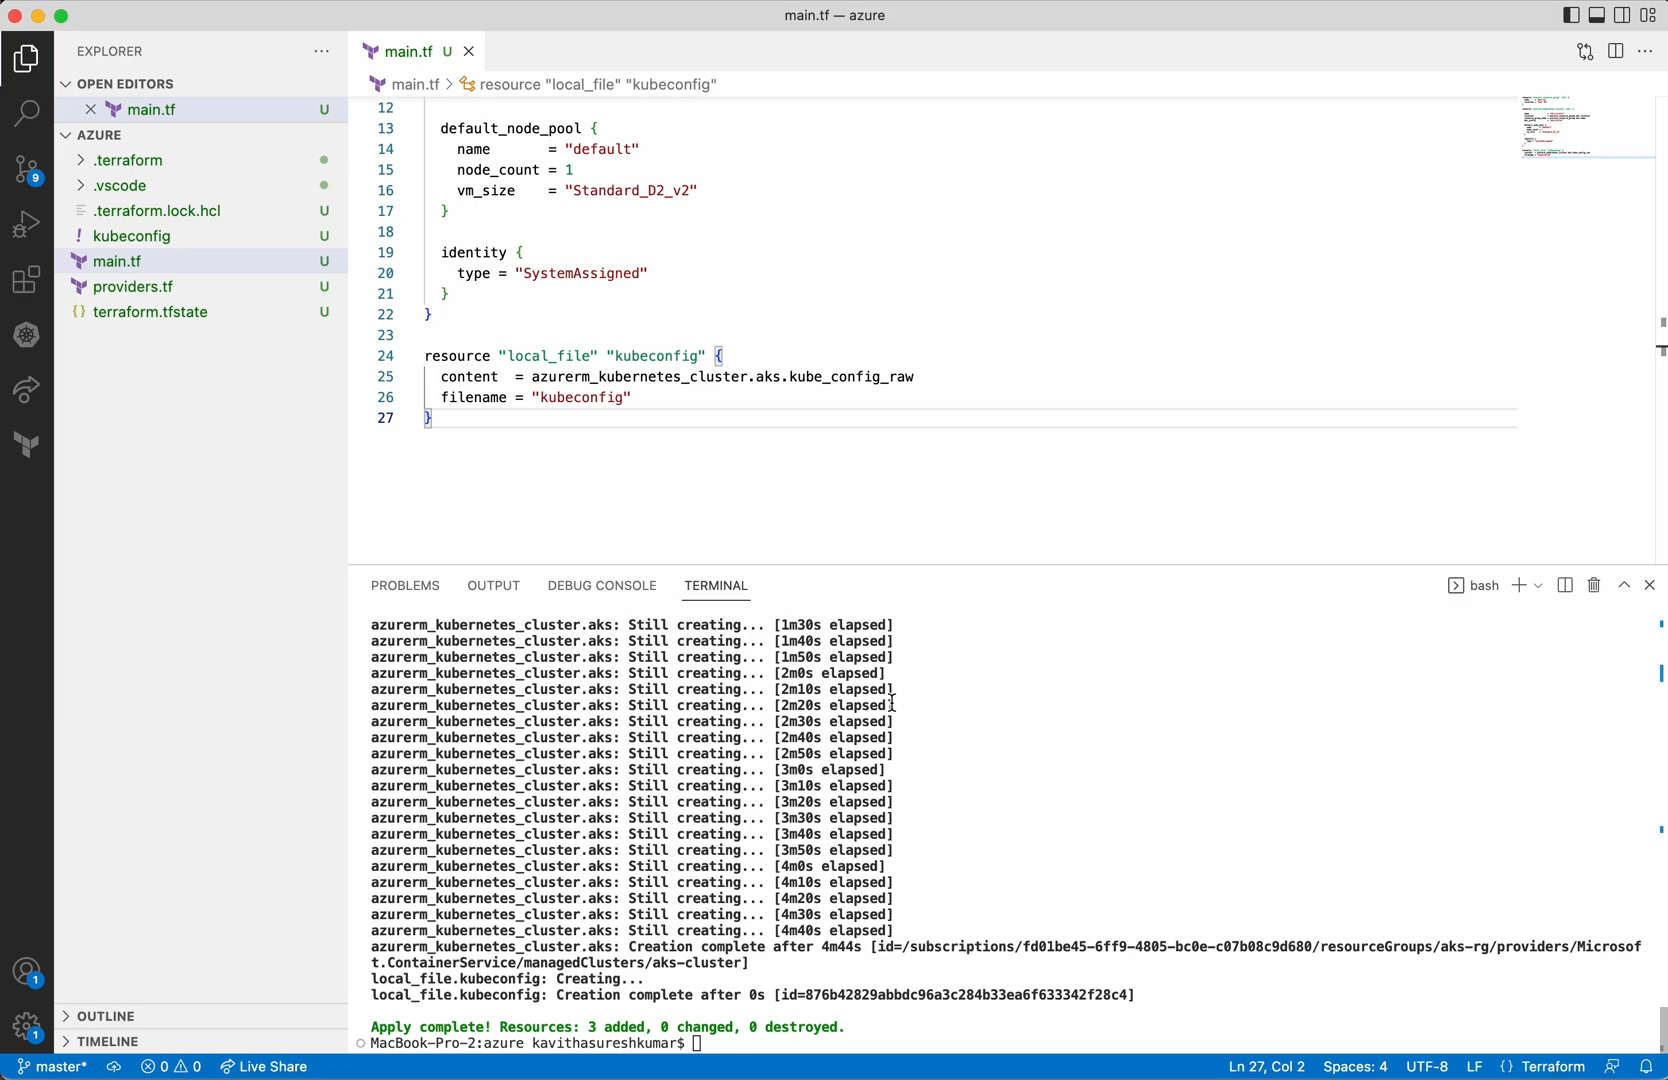 main.tf — azure
EXPLORER
main.tf U
OPEN EDITORS
main.tf U
main.tf > resource "local_file" "kubeconfig"
AZURE
.terraform
.vscode
.terraform.lock.hcl U
kubeconfig U
main.tf U
providers.tf U
terraform.tfstate U
9
12
13 default_node_pool {
14 name = "default"
15 node_count = 1
16 vm_size = "Standard_D2_v2"
17 }
18
19 identity {
20 type = "SystemAssigned"
21 }
22 }
23
24 resource "local_file" "kubeconfig" {
25 content = azurerm_kubernetes_cluster.aks.kube_config_raw
26 filename = "kubeconfig"
27 }
PROBLEMS OUTPUT DEBUG CONSOLE TERMINAL bash
azurerm_kubernetes_cluster.aks: Still creating... [1m30s elapsed]
azurerm_kubernetes_cluster.aks: Still creating... [1m40s elapsed]
azurerm_kubernetes_cluster.aks: Still creating... [1m50s elapsed]
azurerm_kubernetes_cluster.aks: Still creating... [2m0s elapsed]
azurerm_kubernetes_cluster.aks: Still creating... [2m10s elapsed]
azurerm_kubernetes_cluster.aks: Still creating... [2m20s elapsed]
azurerm_kubernetes_cluster.aks: Still creating... [2m30s elapsed]
azurerm_kubernetes_cluster.aks: Still creating... [2m40s elapsed]
azurerm_kubernetes_cluster.aks: Still creating... [2m50s elapsed]
azurerm_kubernetes_cluster.aks: Still creating... [3m0s elapsed]
azurerm_kubernetes_cluster.aks: Still creating... [3m10s elapsed]
azurerm_kubernetes_cluster.aks: Still creating... [3m20s elapsed]
azurerm_kubernetes_cluster.aks: Still creating... [3m30s elapsed]
azurerm_kubernetes_cluster.aks: Still creating... [3m40s elapsed]
azurerm_kubernetes_cluster.aks: Still creating... [3m50s elapsed]
azurerm_kubernetes_cluster.aks: Still creating... [4m0s elapsed]
azurerm_kubernetes_cluster.aks: Still creating... [4m10s elapsed]
azurerm_kubernetes_cluster.aks: Still creating... [4m20s elapsed]
azurerm_kubernetes_cluster.aks: Still creating... [4m30s elapsed]
azurerm_kubernetes_cluster.aks: Still creating... [4m40s elapsed]
azurerm_kubernetes_cluster.aks: Creation complete after 4m44s [id=/subscriptions/fd01be45-6ff9-4805-bc0e-c07b08c9d680/resourceGroups/aks-rg/providers/Microsof
t.ContainerService/managedClusters/aks-cluster]
local_file.kubeconfig: Creating...
local_file.kubeconfig: Creation complete after 0s [id=876b42829abbdc96a3c284b33ea6f633342f28c4]
Apply complete! Resources: 3 added, 0 changed, 0 destroyed.
MacBook-Pro-2:azure kavithasureshkumar$
1
1
OUTLINE
TIMELINE
master* 0 0 Live Share Ln 27, Col 2 Spaces: 4 UTF-8 LF {} Terraform